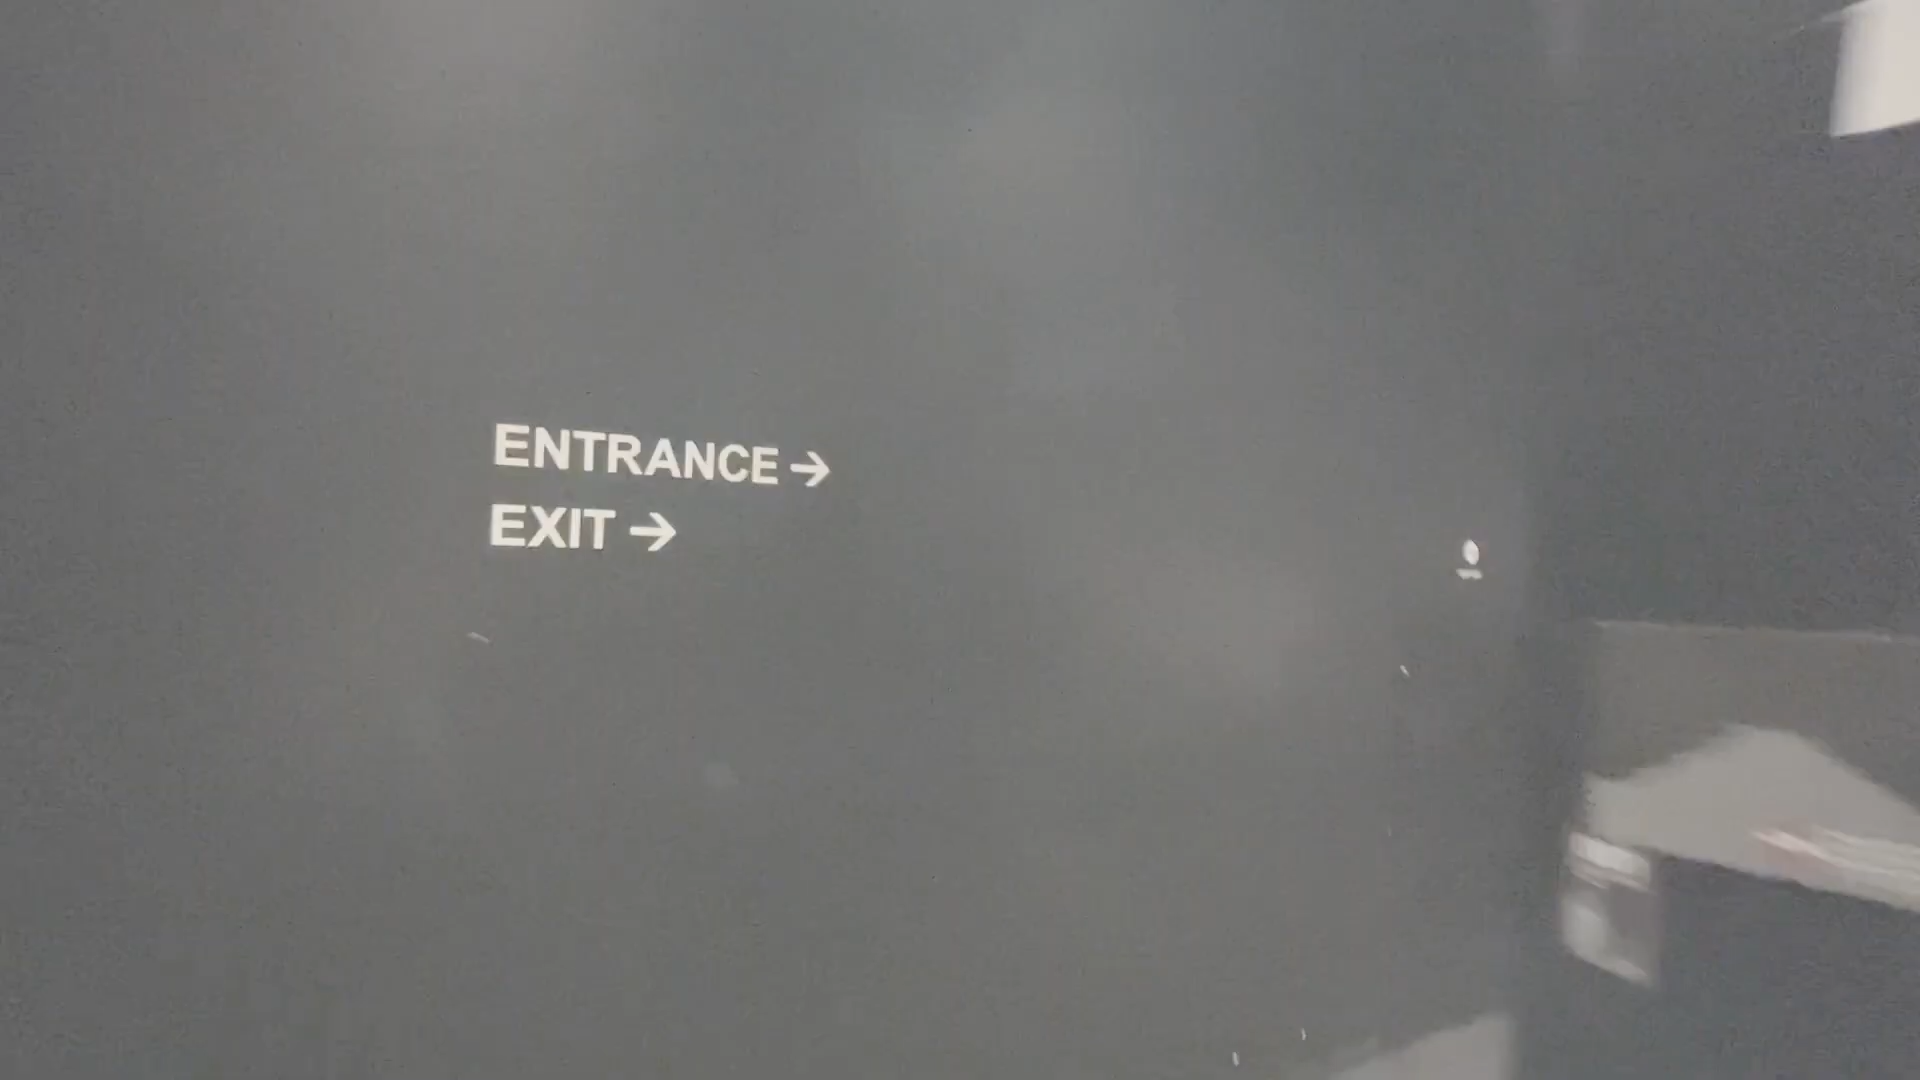 ENTRANCE →
EXIT →